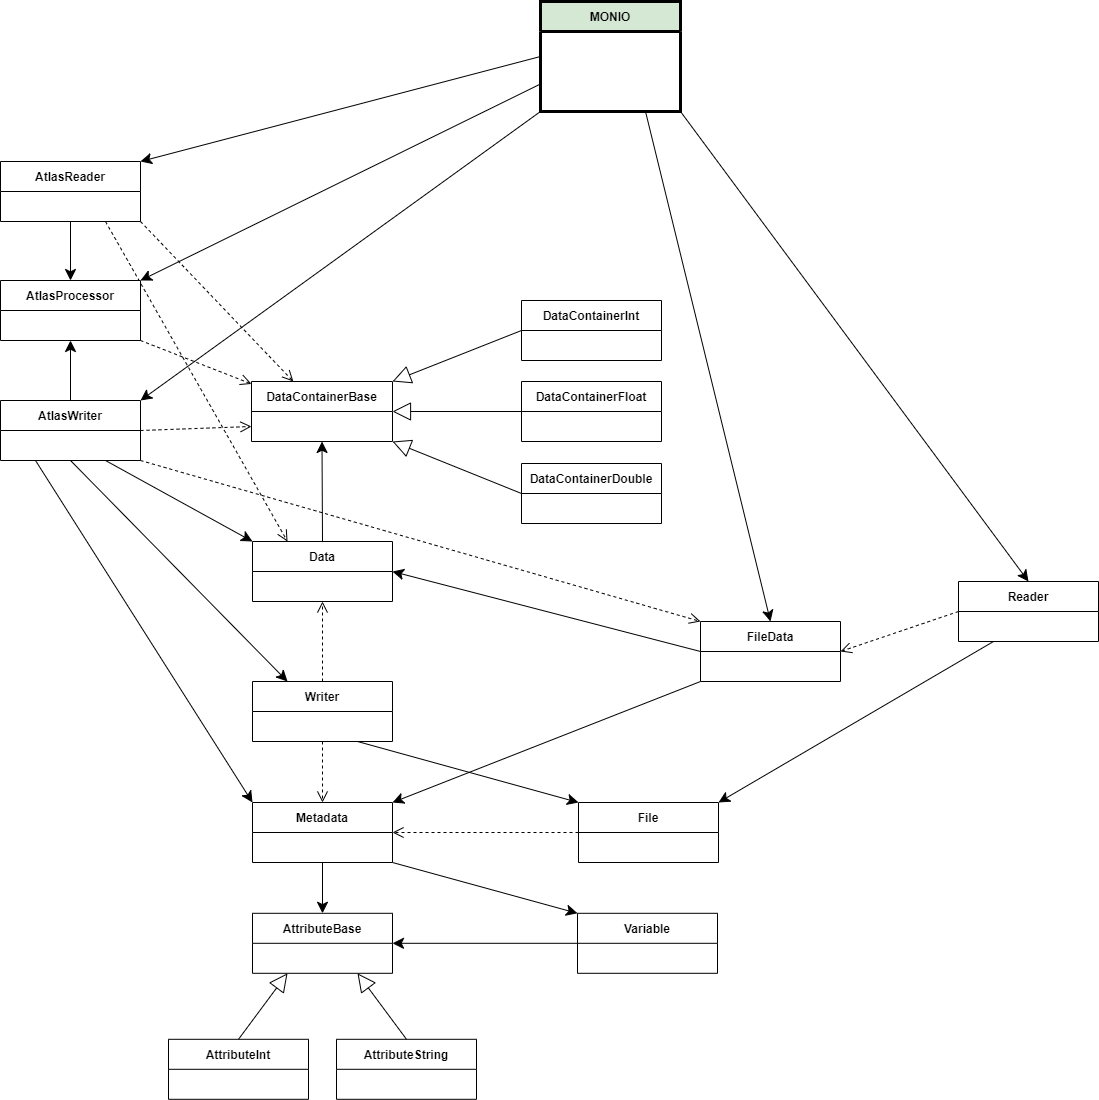 MONIO
AtlasReader
AtlasProcessor
DataContainerInt
DataContainerBase
DataContainerFloat
AtlasWriter
DataContainerDouble
Data
Reader
FileData
Writer
Metadata
File
AttributeBase
Variable
AttributeInt
AttributeString